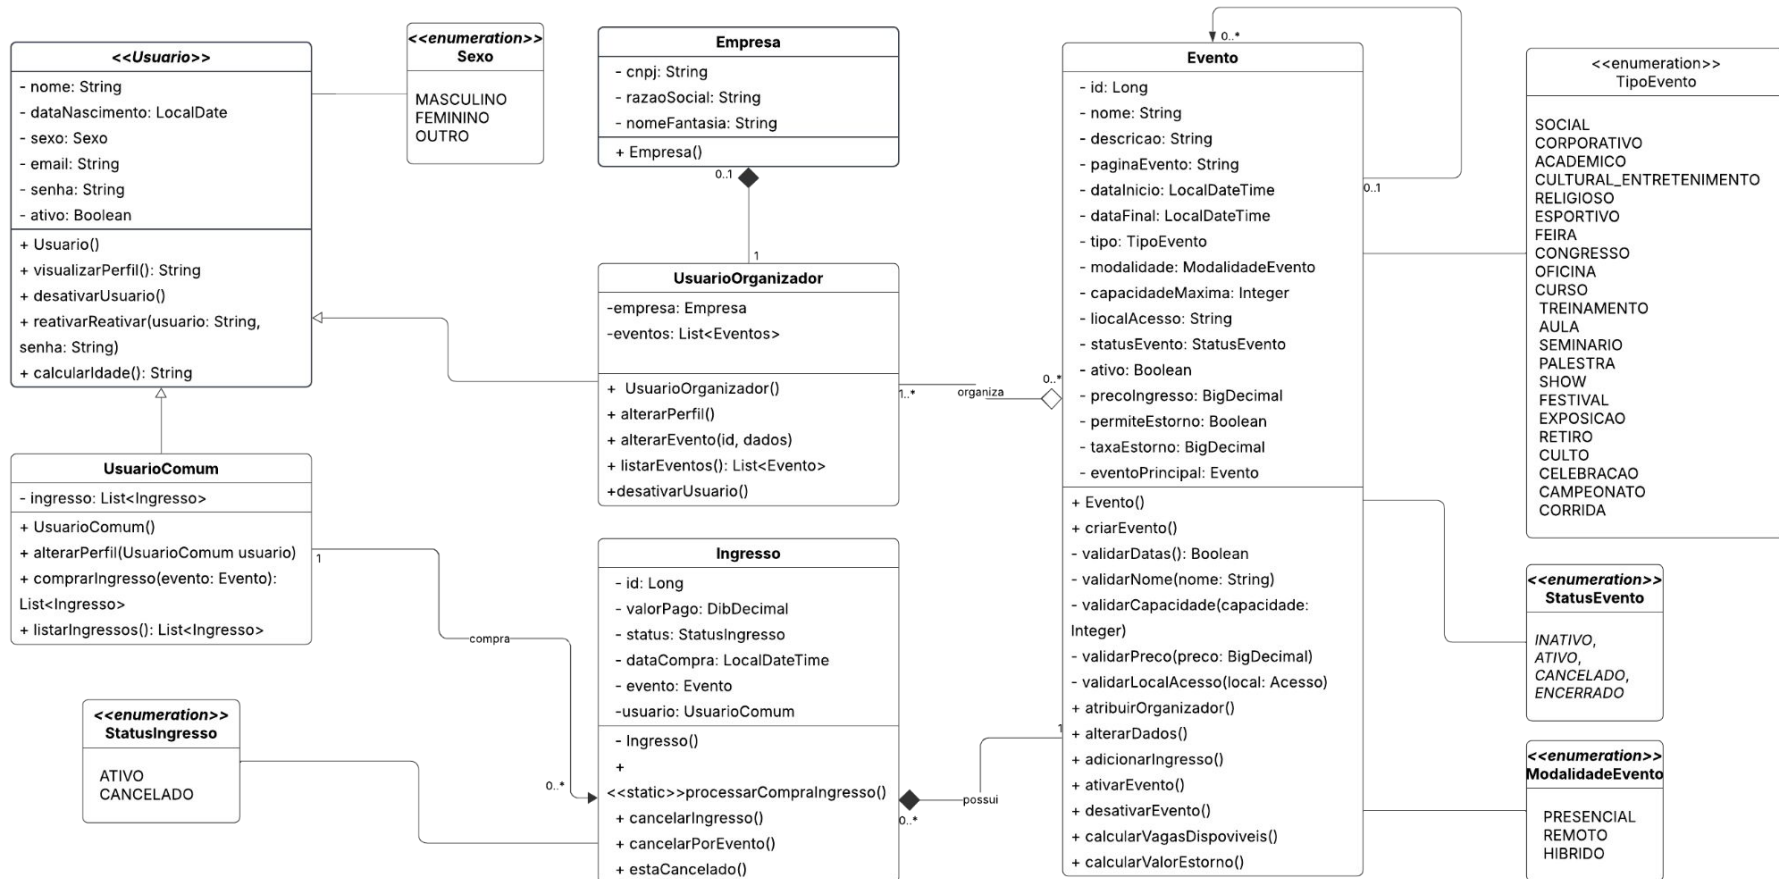 <<Usuario>>
- nome: String
- dataNascimento: LocalDate
- sexo: Sexo
- email: String
- senha: String
- ativo: Boolean
+ Usuario()
+ visualizarPerfil(): String
+ desativarUsuario()
+ reativarReativar(usuario: String,
senha: String)
+ calcularIdade(): String
<<enumeration>>
Sexo
MASCULINO
FEMININO
OUTRO
Empresa
- cnpj: String
- razaoSocial: String
- nomeFantasia: String
+ Empresa()
0..1
1
UsuarioOrganizador
-empresa: Empresa
-eventos: List<Eventos>
+ UsuarioOrganizador()
+ alterarPerfil()
+ alterarEvento(id, dados)
+ listarEventos(): List<Evento>
+desativarUsuario()
1..*
organiza
0..*
Evento
- id: Long
- nome: String
- descricao: String
- paginaEvento: String
- dataInicio: LocalDateTime
- dataFinal: LocalDateTime
- tipo: TipoEvento
- modalidade: ModalidadeEvento
- capacidadeMaxima: Integer
- liocalAcesso: String
- statusEvento: StatusEvento
- ativo: Boolean
- precoIngresso: BigDecimal
- permiteEstorno: Boolean
- taxaEstorno: BigDecimal
- eventoPrincipal: Evento
+ Evento()
+ criarEvento()
- validarDatas(): Boolean
- validarNome(nome: String)
- validarCapacidade(capacidade:
Integer)
- validarPreco(preco: BigDecimal)
- validarLocalAcesso(local: Acesso)
+ atribuirOrganizador()
+ alterarDados()
+ adicionarIngresso()
+ ativarEvento()
+ desativarEvento()
+ calcularVagasDispoviveis()
+ calcularValorEstorno()
0..*
0..1
<<enumeration>>
TipoEvento
SOCIAL
CORPORATIVO
ACADEMICO
CULTURAL_ENTRETENIMENTO
RELIGIOSO
ESPORTIVO
FEIRA
CONGRESSO
OFICINA
CURSO
TREINAMENTO
AULA
SEMINARIO
PALESTRA
SHOW
FESTIVAL
EXPOSICAO
RETIRO
CULTO
CELEBRACAO
CAMPEONATO
CORRIDA
UsuarioComum
- ingresso: List<Ingresso>
+ UsuarioComum()
+ alterarPerfil(UsuarioComum usuario)
+ comprarIngresso(evento: Evento):
List<Ingresso>
+ listarIngressos(): List<Ingresso>
1
compra
0..*
Ingresso
- id: Long
- valorPago: DibDecimal
- status: StatusIngresso
- dataCompra: LocalDateTime
- evento: Evento
-usuario: UsuarioComum
- Ingresso()
+
<<static>>processarCompraIngresso()
+ cancelarIngresso()
+ cancelarPorEvento()
+ estaCancelado()
0..*
possui
1
<<enumeration>>
StatusIngresso
ATIVO
CANCELADO
<<enumeration>>
StatusEvento
INATIVO,
ATIVO,
CANCELADO,
ENCERRADO
<<enumeration>>
ModalidadeEvento
PRESENCIAL
REMOTO
HIBRIDO